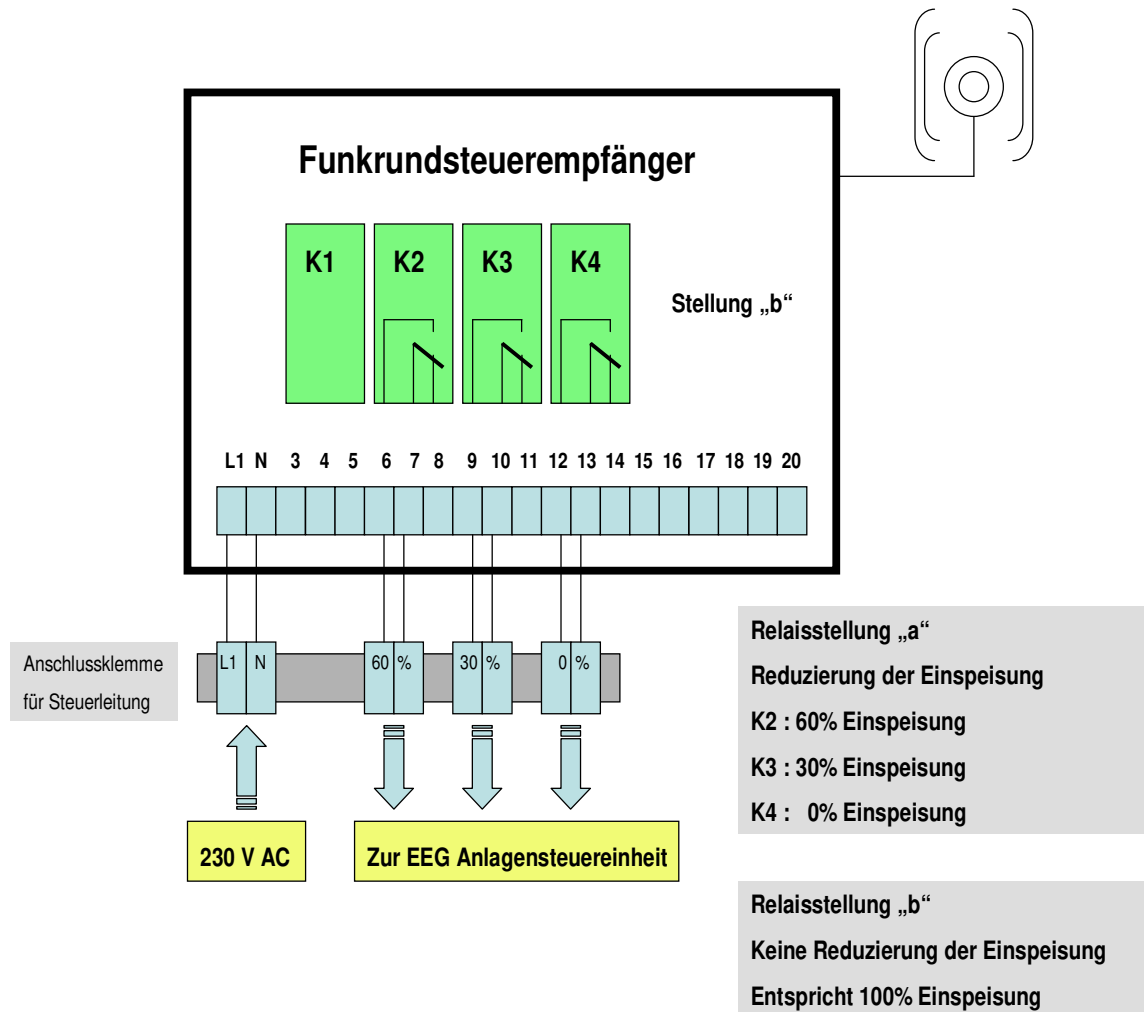 Funkrundsteuerempfänger
K1 K2 K3 K4
Stellung „b“
L1 N 3 4 5 6 7 8 9 10 11 12 13 14 15 16 17 18 19 20
Anschlussklemme
für Steuerleitung
L1 N 60 % 30 % 0 %
230 V AC
Zur EEG Anlagensteuereinheit
Relaisstellung „a“
Reduzierung der Einspeisung
K2 : 60% Einspeisung
K3 : 30% Einspeisung
K4 : 0% Einspeisung
Relaisstellung „b“
Keine Reduzierung der Einspeisung
Entspricht 100% Einspeisung